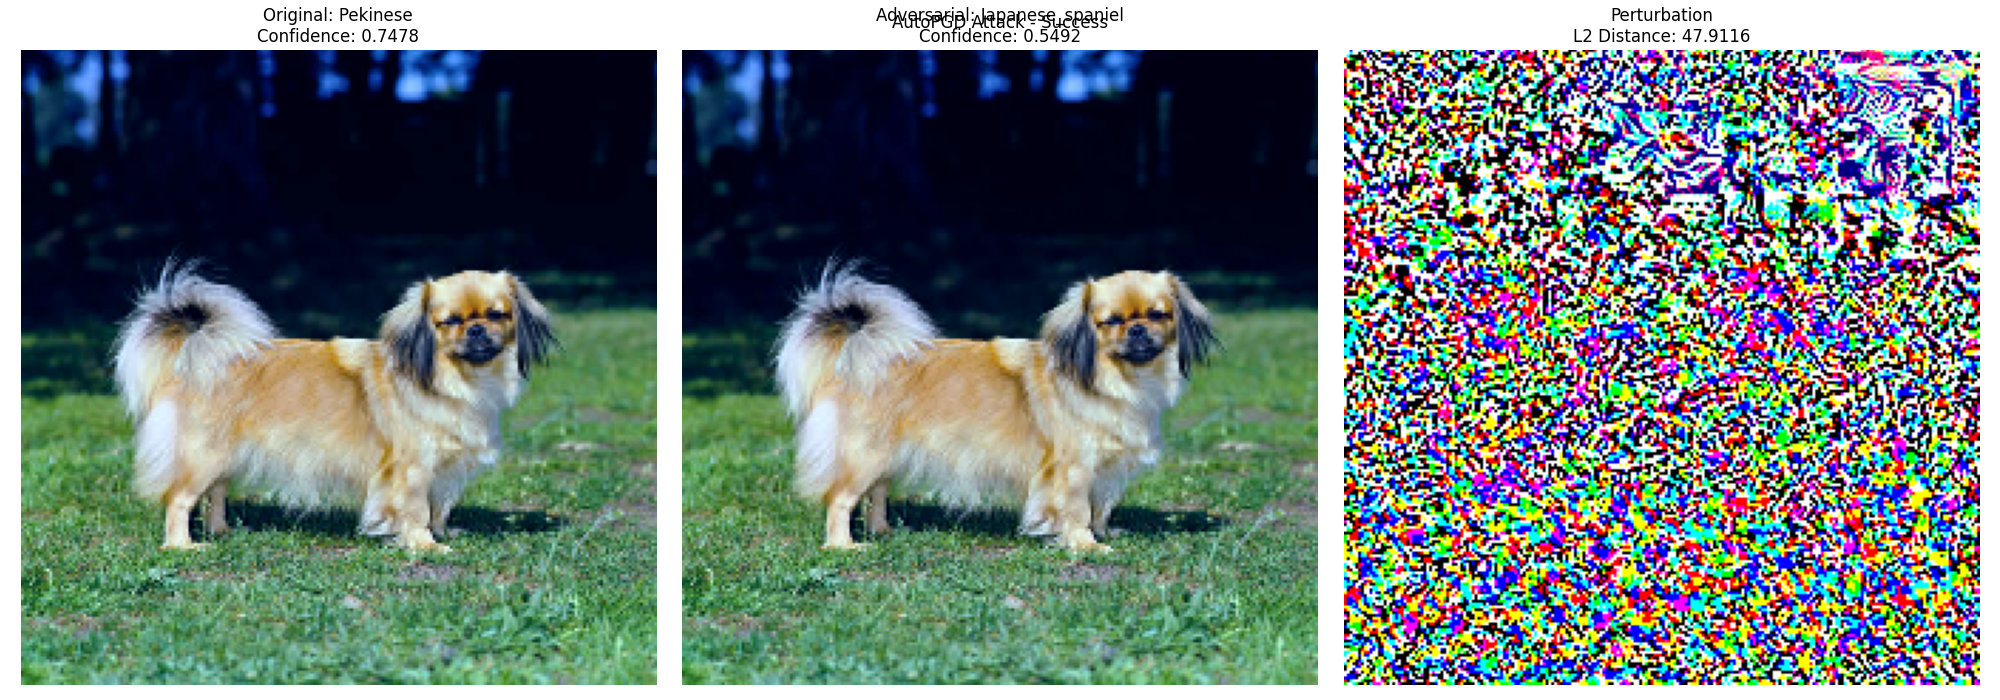 Original: Pekinese
Confidence: 0.7478
Adversarial: Japanese_spaniel
AutoPGD Attack - Success
Confidence: 0.5492
Perturbation
L2 Distance: 47.9116